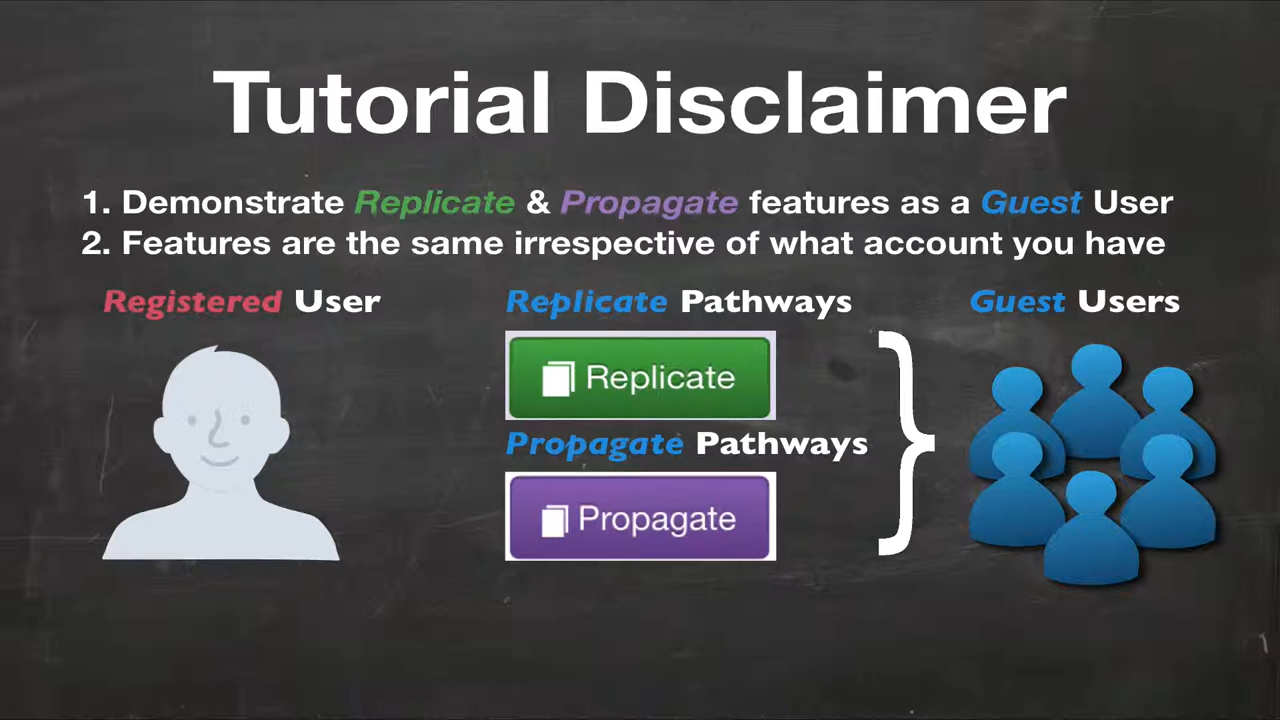 Tutorial Disclaimer
1. Demonstrate Replicate & Propagate features as a Guest User
2. Features are the same irrespective of what account you have
Registered User
Replicate Pathways
Guest Users
Replicate
Propagate Pathways
Propagate